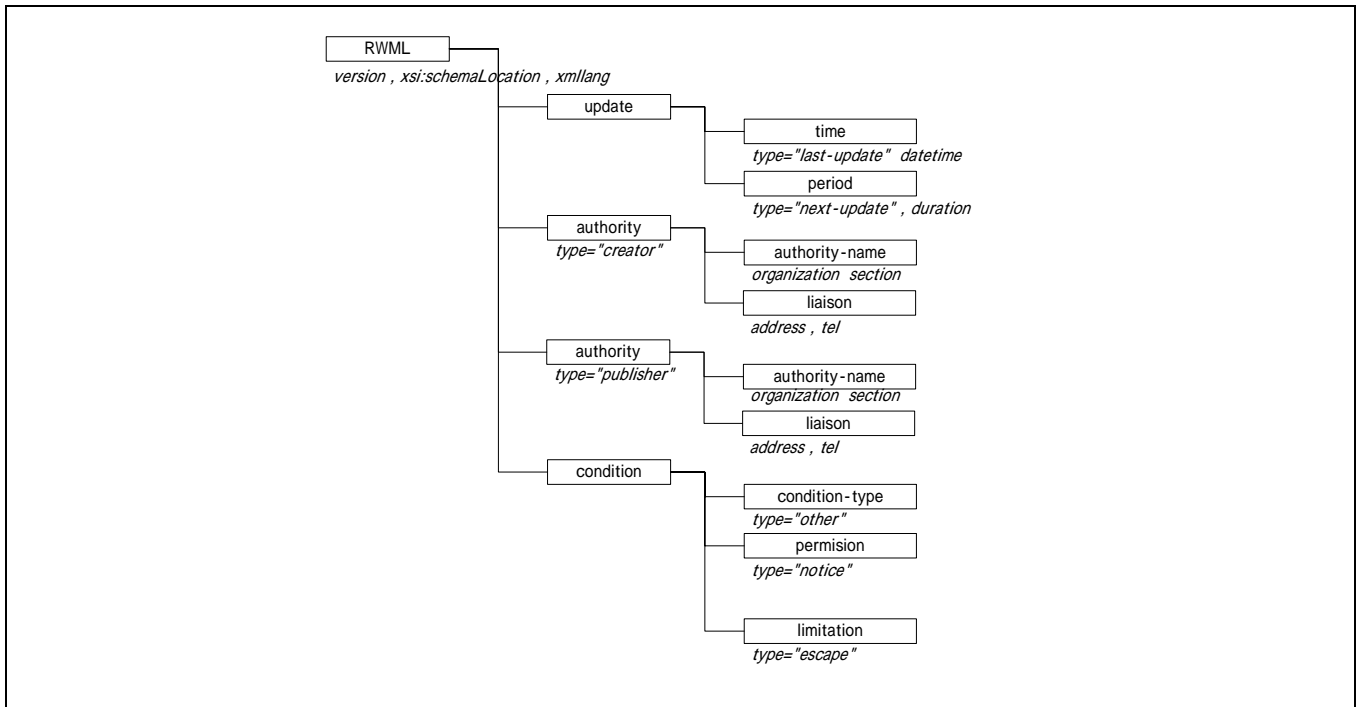 RWML
version , xsi:schemaLocation , xmllang
update
time
type="last-update" datetime
period
type="next-update" , duration
authority
type="creator"
authority-name
organization section
liaison
address , tel
authority
type="publisher"
authority-name
organization section
liaison
address , tel
condition
condition-type
type="other"
permision
type="notice"
limitation
type="escape"